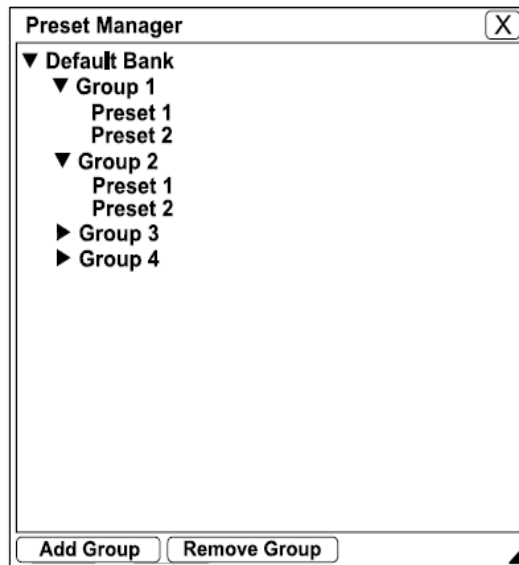 Preset Manager X
Default Bank
Group 1
Preset 1
Preset 2
Group 2
Preset 1
Preset 2
Group 3
Group 4
Add Group Remove Group